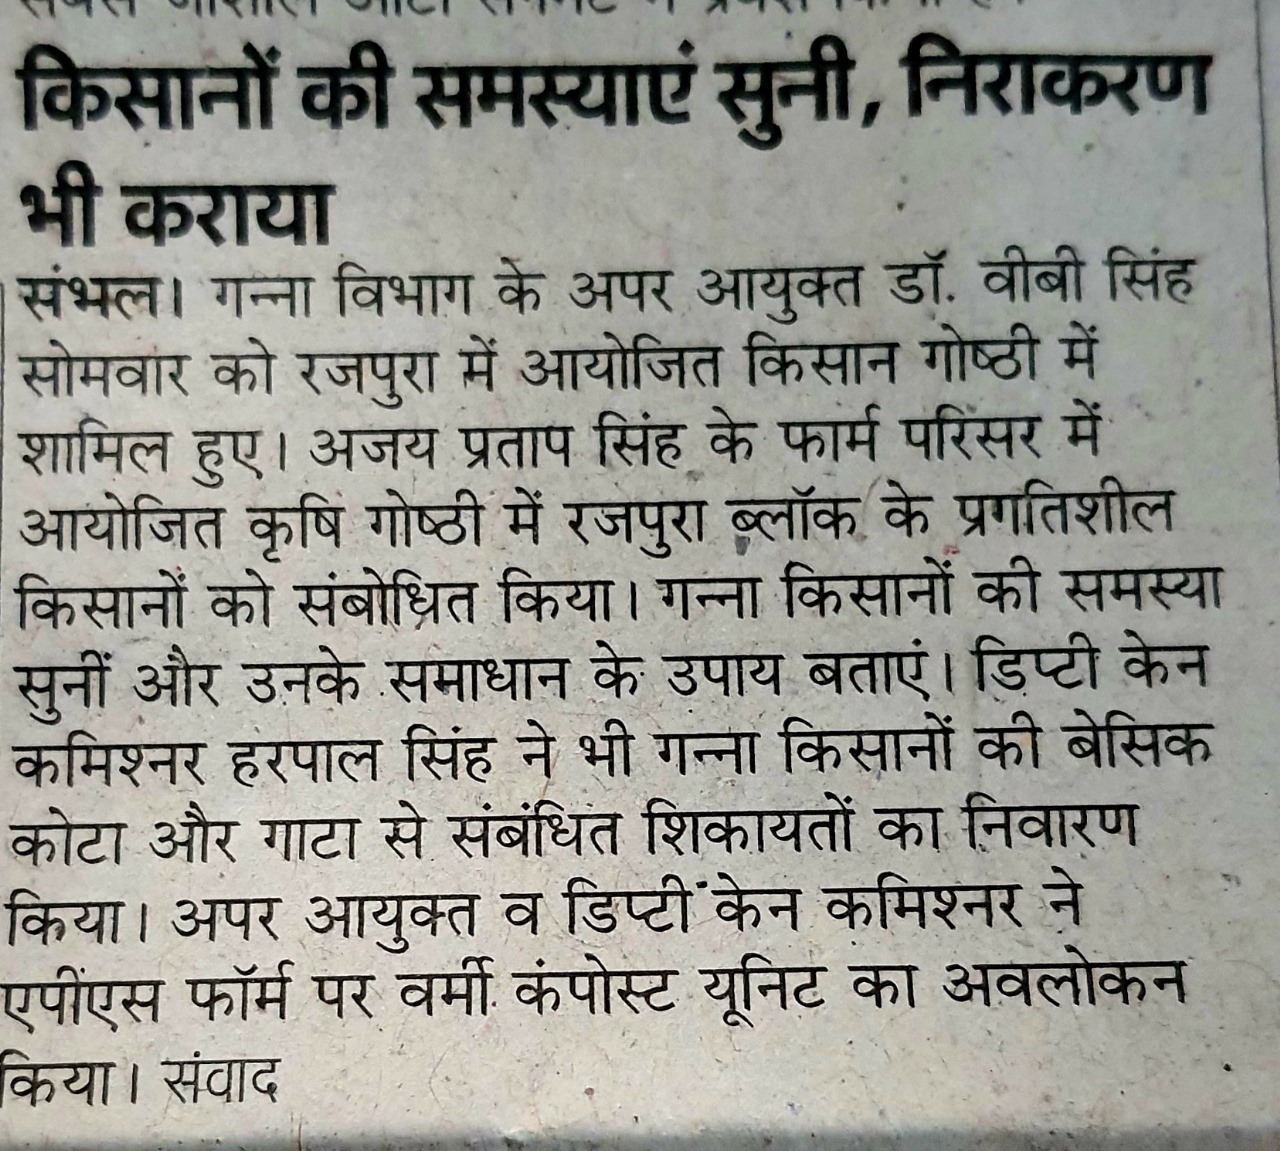 किसानों की समस्याएं सुनी, निराकरण
भी कराया
संभल। गन्ना विभाग के अपर आयुक्त डॉ. वीबी सिंह
सोमवार को रजपुरा में आयोजित किसान गोष्ठी में
शामिल हुए। अजय प्रताप सिंह के फार्म परिसर में
आयोजित कृषि गोष्ठी में रजपुरा ब्लॉक के प्रगतिशील
किसानों को संबोधित किया। गन्ना किसानों की समस्या
सुनीं और उनके समाधान के उपाय बताएं। डिप्टी केन
कमिश्नर हरपाल सिंह ने भी गन्ना किसानों की बेसिक
कोटा और गाटा से संबंधित शिकायतों का निवारण
किया। अपर आयुक्त व डिप्टी केन कमिश्नर ने
एपीएस फॉर्म पर वर्मी कंपोस्ट यूनिट का अवलोकन
किया। संवाद